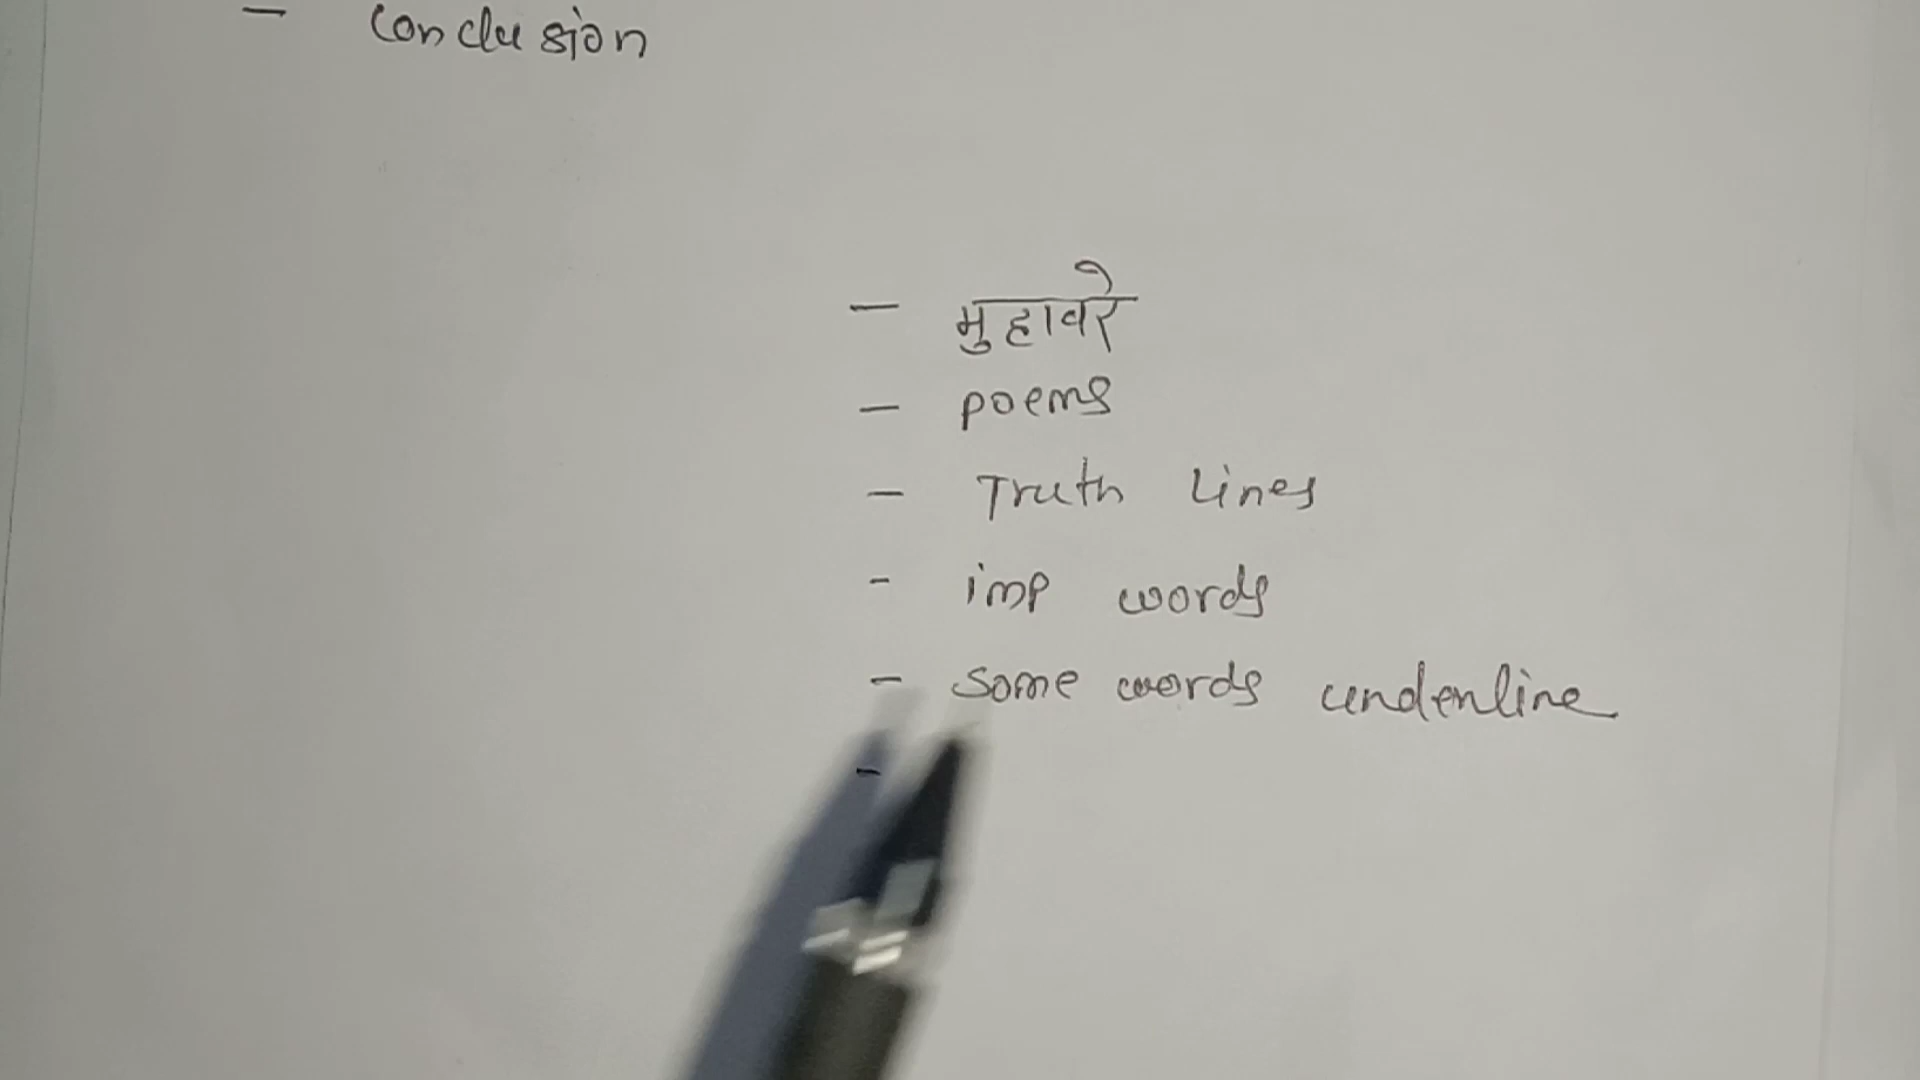 - Conclusion
- मुहावरे
- poems
- Truth Lines
- imp words
- Some words underline
-